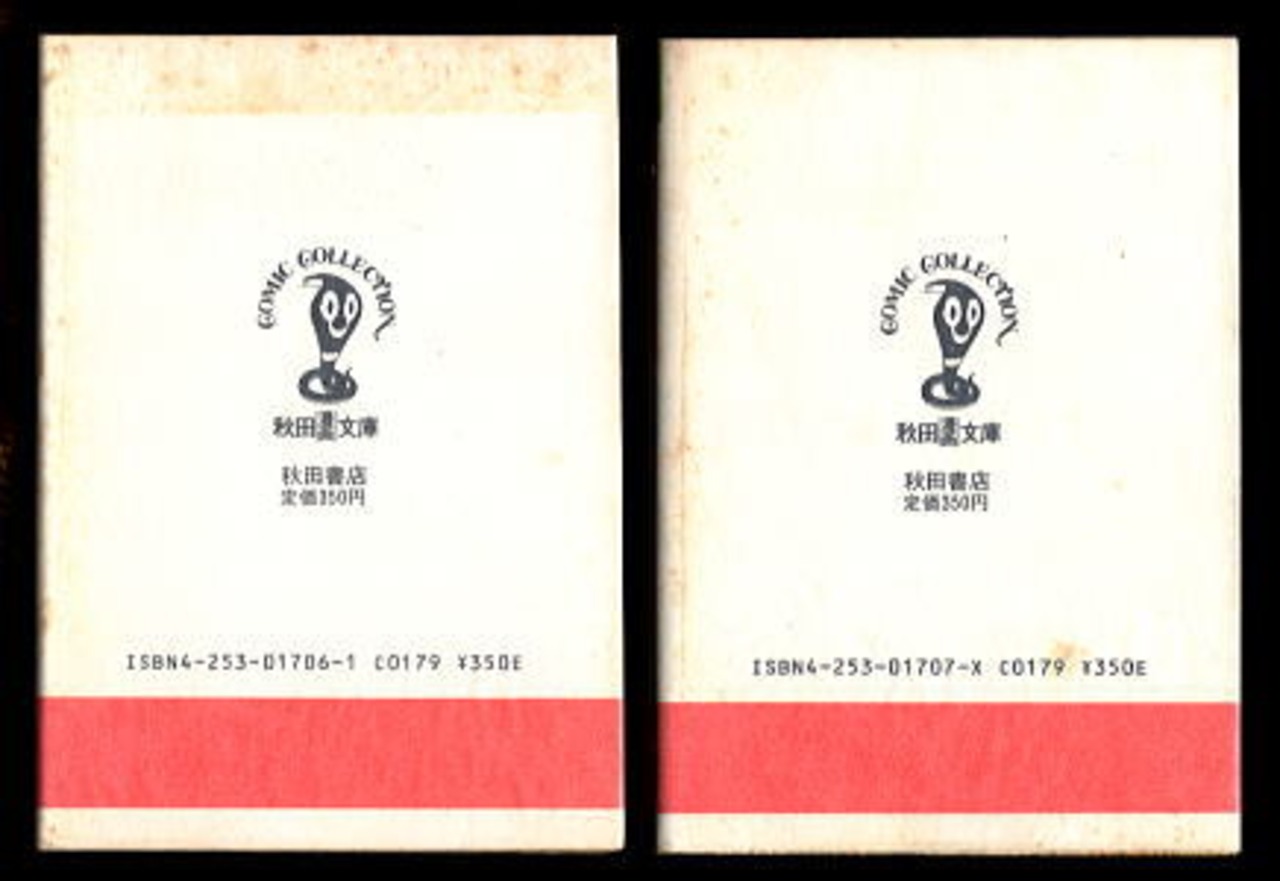 COMIC COLLECTION
秋田漫画文庫
秋田書店
定価350円
ISBN4-253-01706-1 C0179 ¥350E
COMIC COLLECTION
秋田漫画文庫
秋田書店
定価350円
ISBN4-253-01707-X C0179 ¥350E